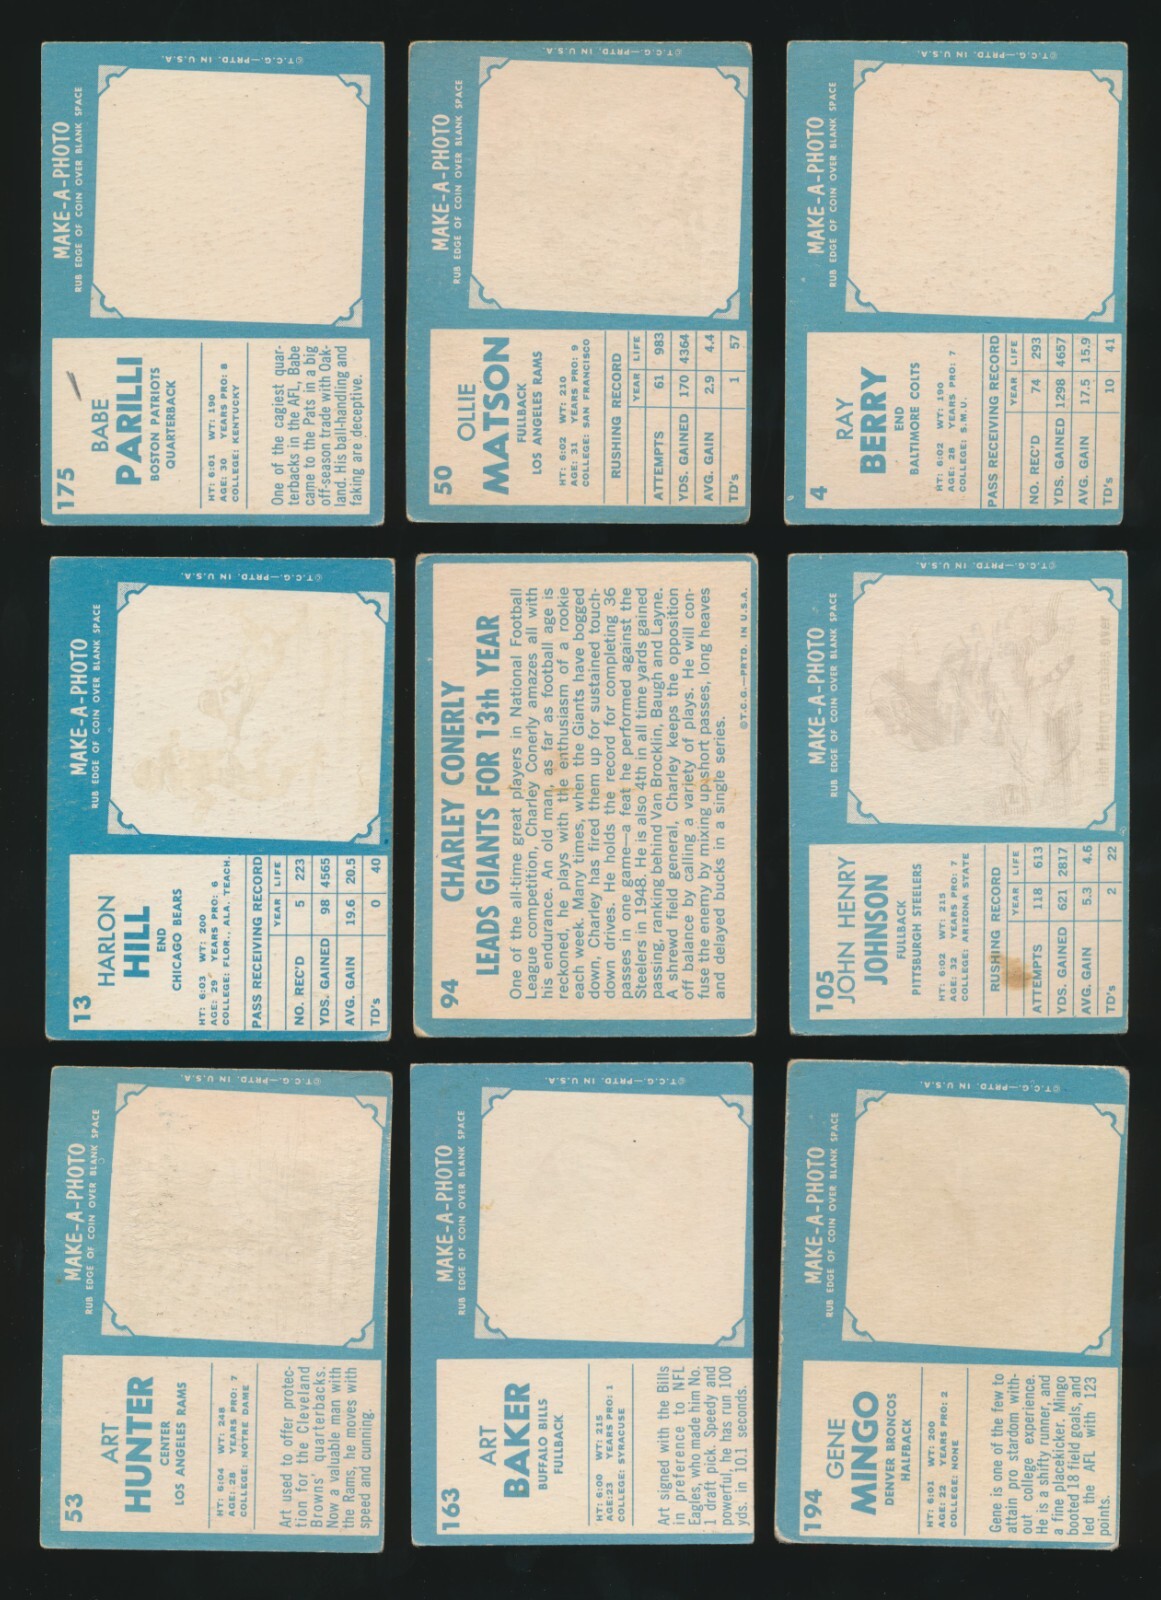 175
BABE
PARILLI
BOSTON PATRIOTS
QUARTERBACK
HT: 6:01 WT: 190
AGE: 30 YEARS PRO: 8
COLLEGE: KENTUCKY
One of the cagiest quar-
terbacks in the AFL, Babe
came to the Pats in a big
off-season trade with Oak-
land. His ball-handling and
faking are deceptive.
MAKE-A-PHOTO
RUB EDGE OF COIN OVER BLANK SPACE
©T.C.G.—PRTD. IN U.S.A.
50
OLLIE
MATSON
FULLBACK
LOS ANGELES RAMS
HT: 6:02 WT: 210
AGE: 31 YEARS PRO: 9
COLLEGE: SAN FRANCISCO
RUSHING RECORD
YEAR LIFE
ATTEMPTS 61 983
YDS. GAINED 170 4364
AVG. GAIN 2.9 4.4
TD's 1 57
MAKE-A-PHOTO
RUB EDGE OF COIN OVER BLANK SPACE
©T.C.G.—PRTD. IN U.S.A.
4
RAY
BERRY
END
BALTIMORE COLTS
HT: 6:02 WT: 190
AGE: 28 YEARS PRO: 7
COLLEGE: S.M.U.
PASS RECEIVING RECORD
YEAR LIFE
NO. REC'D 74 293
YDS. GAINED 1298 4657
AVG. GAIN 17.5 15.9
TD's 10 41
MAKE-A-PHOTO
RUB EDGE OF COIN OVER BLANK SPACE
©T.C.G.—PRTD. IN U.S.A.
13
HARLON
HILL
END
CHICAGO BEARS
HT: 6:03 WT: 200
AGE: 29 YEARS PRO: 6
COLLEGE: FLOR., ALA. TEACH.
PASS RECEIVING RECORD
YEAR LIFE
NO. REC'D 5 223
YDS. GAINED 98 4565
AVG. GAIN 19.6 20.5
TD's 0 40
MAKE-A-PHOTO
RUB EDGE OF COIN OVER BLANK SPACE
©T.C.G.—PRTD. IN U.S.A.
94
CHARLEY CONERLY
LEADS GIANTS FOR 13th YEAR
One of the all-time great players in National Football
League competition, Charley Conerly amazes all with
his endurance. An old man, as far as football age is
reckoned, he plays with the enthusiasm of a rookie
each week. Many times, when the Giants have bogged
down, Charley has fired them up for sustained touch-
down drives. He holds the record for completing 36
passes in one game—a feat he performed against the
Steelers in 1948. He is also 4th in all time yards gained
passing, ranking behind Van Brocklin, Baugh and Layne.
A shrewd field general, Charley keeps the opposition
off balance by calling a variety of plays. He will con-
fuse the enemy by mixing up short passes, long heaves
and delayed bucks in a single series.
©T.C.G.—PRTD. IN U.S.A.
105
JOHN HENRY
JOHNSON
FULLBACK
PITTSBURGH STEELERS
HT: 6:02 WT: 215
AGE: 32 YEARS PRO: 7
COLLEGE: ARIZONA STATE
RUSHING RECORD
YEAR LIFE
ATTEMPTS 118 613
YDS. GAINED 621 2817
AVG. GAIN 5.3 4.6
TD's 2 22
MAKE-A-PHOTO
RUB EDGE OF COIN OVER BLANK SPACE
©T.C.G.—PRTD. IN U.S.A.
53
ART
HUNTER
CENTER
LOS ANGELES RAMS
HT: 6:04 WT: 248
AGE: 28 YEARS PRO: 7
COLLEGE: NOTRE DAME
Art used to offer protec-
tion for the Cleveland
Browns' quarterbacks.
Now a valuable man with
the Rams, he moves with
speed and cunning.
MAKE-A-PHOTO
RUB EDGE OF COIN OVER BLANK SPACE
©T.C.G.—PRTD. IN U.S.A.
163
ART
BAKER
BUFFALO BILLS
FULLBACK
HT: 6:00 WT: 215
AGE:23 YEARS PRO: 1
COLLEGE: SYRACUSE
Art signed with the Bills
in preference to NFL
Eagles, who made him No.
1 draft pick. Speedy and
powerful, he has run 100
yds. in 10.1 seconds.
MAKE-A-PHOTO
RUB EDGE OF COIN OVER BLANK SPACE
©T.C.G.—PRTD. IN U.S.A.
194
GENE
MINGO
DENVER BRONCOS
HALFBACK
HT: 6:01 WT: 200
AGE: 22 YEARS PRO: 2
COLLEGE: NONE
Gene is one of the few to
attain pro stardom with-
out college experience.
He is a shifty runner, and
a fine placekicker. Mingo
booted 18 field goals, and
led the AFL with 123
points.
MAKE-A-PHOTO
RUB EDGE OF COIN OVER BLANK SPACE
©T.C.G.—PRTD. IN U.S.A.